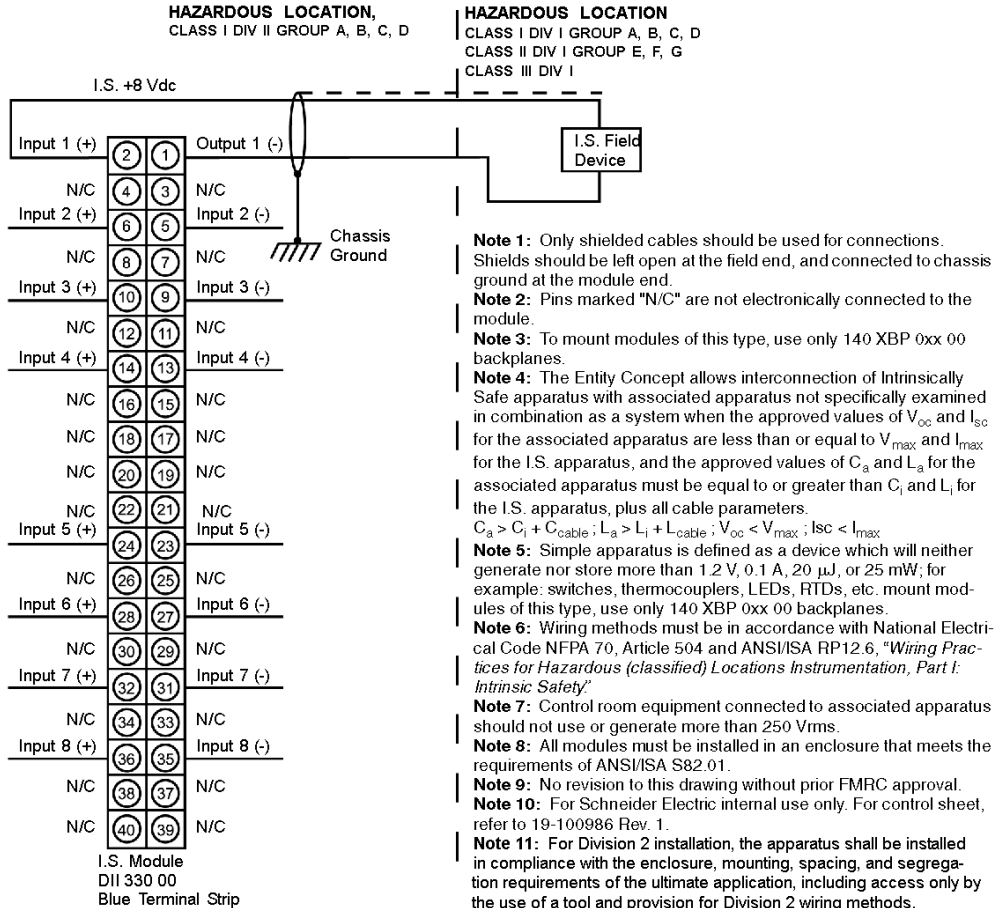 HAZARDOUS LOCATION,
CLASS I DIV II GROUP A, B, C, D
HAZARDOUS LOCATION
CLASS I DIV I GROUP A, B, C, D
CLASS II DIV I GROUP E, F, G
CLASS III DIV I
I.S. +8 Vdc
I.S. Field
Device
Input 1 (+) 2 1 Output 1 (-)
N/C 4 3 N/C
Input 2 (+) 6 5 Input 2 (-)
N/C 8 7 N/C
Input 3 (+) 10 9 Input 3 (-)
N/C 12 11 N/C
Input 4 (+) 14 13 Input 4 (-)
N/C 16 15 N/C
N/C 18 17 N/C
N/C 20 19 N/C
N/C 22 21 N/C
Input 5 (+) 24 23 Input 5 (-)
N/C 26 25 N/C
Input 6 (+) 28 27 Input 6 (-)
N/C 30 29 N/C
Input 7 (+) 32 31 Input 7 (-)
N/C 34 33 N/C
Input 8 (+) 36 35 Input 8 (-)
N/C 38 37 N/C
N/C 40 39 N/C
Chassis
Ground
I.S. Module
DII 330 00
Blue Terminal Strip
Note 1: Only shielded cables should be used for connections.
Shields should be left open at the field end, and connected to chassis
ground at the module end.
Note 2: Pins marked "N/C" are not electronically connected to the
module.
Note 3: To mount modules of this type, use only 140 XBP 0xx 00
backplanes.
Note 4: The Entity Concept allows interconnection of Intrinsically
Safe apparatus with associated apparatus not specifically examined
in combination as a system when the approved values of Voc and Isc
for the associated apparatus are less than or equal to Vmax and Imax
for the I.S. apparatus, and the approved values of Ca and La for the
associated apparatus must be equal to or greater than Ci and Li for
the I.S. apparatus, plus all cable parameters.
Ca > Ci + Ccable ; La > Li + Lcable ; Voc < Vmax ; Isc < Imax
Note 5: Simple apparatus is defined as a device which will neither
generate nor store more than 1.2 V, 0.1 A, 20 µJ, or 25 mW; for
example: switches, thermocouplers, LEDs, RTDs, etc. mount mod-
ules of this type, use only 140 XBP 0xx 00 backplanes.
Note 6: Wiring methods must be in accordance with National Electri-
cal Code NFPA 70, Article 504 and ANSI/ISA RP12.6, “Wiring Prac-
tices for Hazardous (classified) Locations Instrumentation, Part I:
Intrinsic Safety.”
Note 7: Control room equipment connected to associated apparatus
should not use or generate more than 250 Vrms.
Note 8: All modules must be installed in an enclosure that meets the
requirements of ANSI/ISA S82.01.
Note 9: No revision to this drawing without prior FMRC approval.
Note 10: For Schneider Electric internal use only. For control sheet,
refer to 19-100986 Rev. 1.
Note 11: For Division 2 installation, the apparatus shall be installed
in compliance with the enclosure, mounting, spacing, and segrega-
tion requirements of the ultimate application, including access only by
the use of a tool and provision for Division 2 wiring methods.